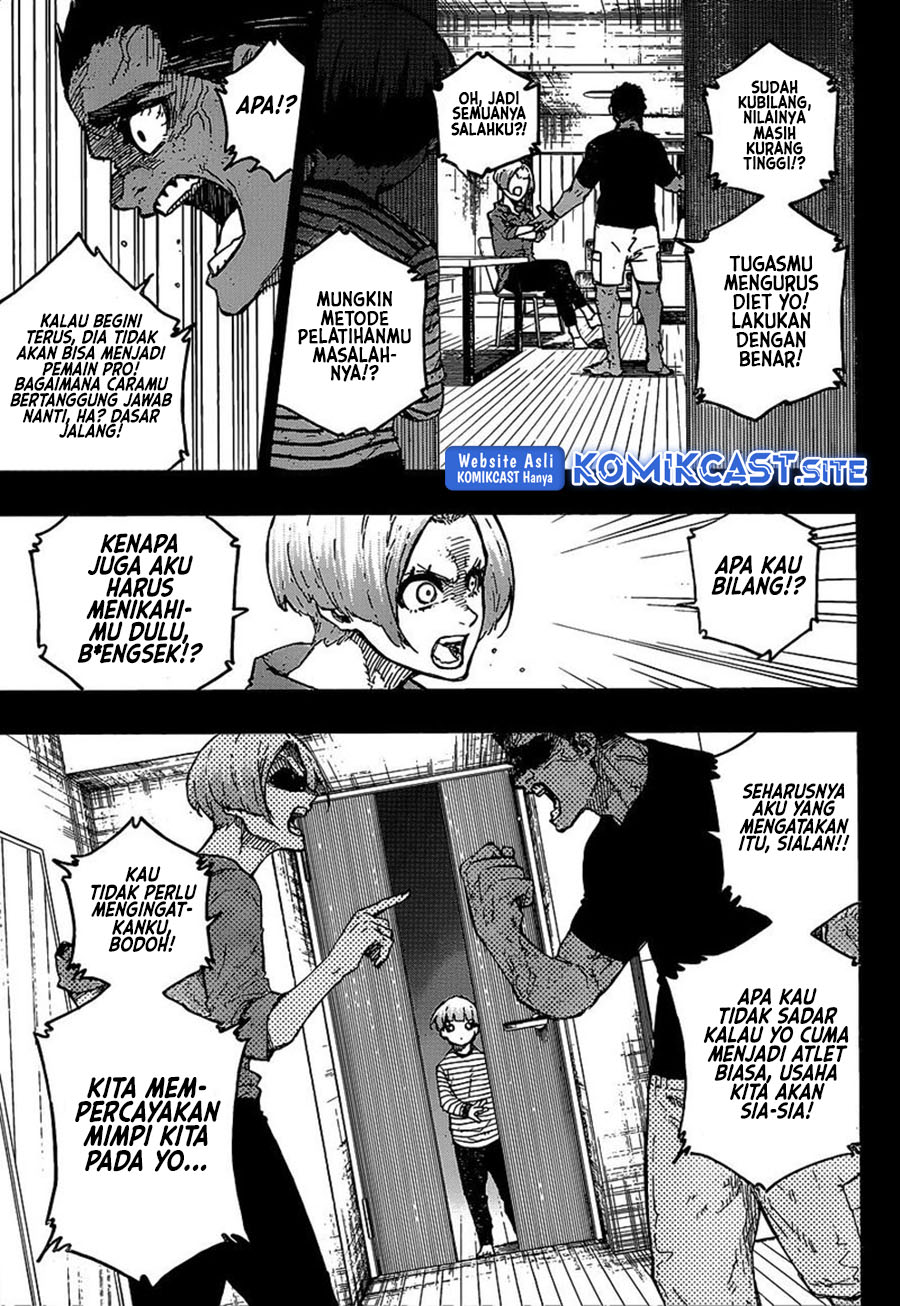 SUDAH
KUBILANG,
NILAINYA
MASIH
KURANG
TINGGI!?
TUGASMU
MENGURUS
DIET YO!
LAKUKAN
DENGAN
BENAR!
OH, JADI
SEMUANYA
SALAHKU?!
MUNGKIN
METODE
PELATIHANMU
MASALAH-
NYA!?
APA!?
KALAU BEGINI
TERUS, DIA TIDAK
AKAN BISA MENJADI
PEMAIN PRO!
BAGAIMANA CARAMU
BERTANGGUNG JAWAB
NANTI, HA? DASAR
JALANG!
Website Asli
KOMIKCAST Hanya
KOMIKCAST.SITE
APA KAU
BILANG!?
KENAPA
JUGA AKU
HARUS
MENIKAHI-
MU DULU,
B*ENGSEK!?
SEHARUSNYA
AKU YANG
MENGATAKAN
ITU, SIALAN!!
APA KAU
TIDAK SADAR
KALAU YO CUMA
MENJADI ATLET
BIASA, USAHA
KITA AKAN
SIA-SIA!
KAU
TIDAK PERLU
MENGINGAT-
KANKU,
BODOH!
KITA MEM-
PERCAYAKAN
MIMPI KITA
PADA YO...